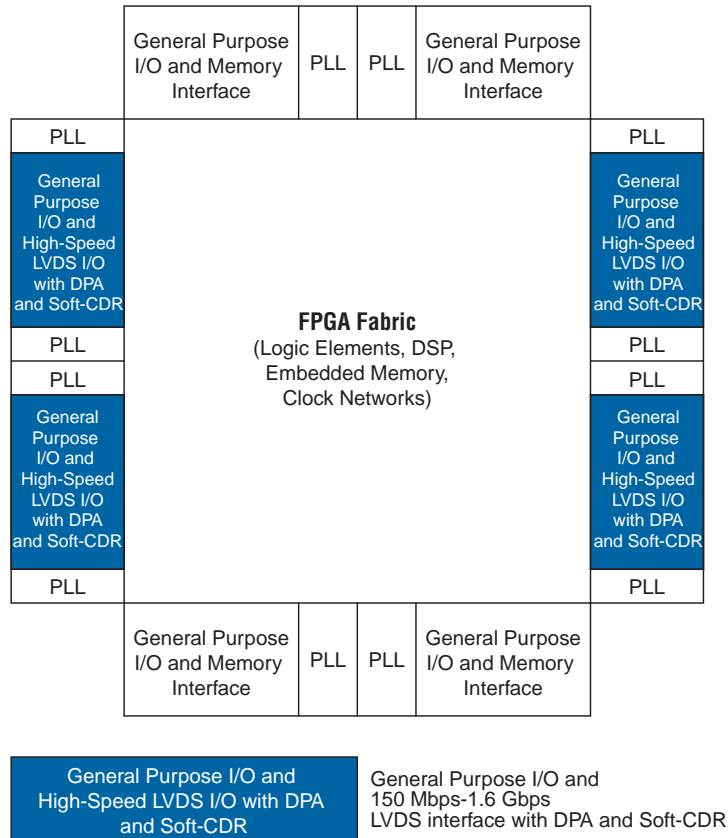 General Purpose
I/O and Memory
Interface
PLL
PLL
General Purpose
I/O and Memory
Interface
PLL
General
Purpose
I/O and
High-Speed
LVDS I/O
with DPA
and Soft-CDR
PLL
PLL
General
Purpose
I/O and
High-Speed
LVDS I/O
with DPA
and Soft-CDR
PLL
FPGA Fabric
(Logic Elements, DSP,
Embedded Memory,
Clock Networks)
PLL
General
Purpose
I/O and
High-Speed
LVDS I/O
with DPA
and Soft-CDR
PLL
PLL
General
Purpose
I/O and
High-Speed
LVDS I/O
with DPA
and Soft-CDR
PLL
General Purpose
I/O and Memory
Interface
PLL
PLL
General Purpose
I/O and Memory
Interface
General Purpose I/O and
High-Speed LVDS I/O with DPA
and Soft-CDR
General Purpose I/O and
150 Mbps-1.6 Gbps
LVDS interface with DPA and Soft-CDR